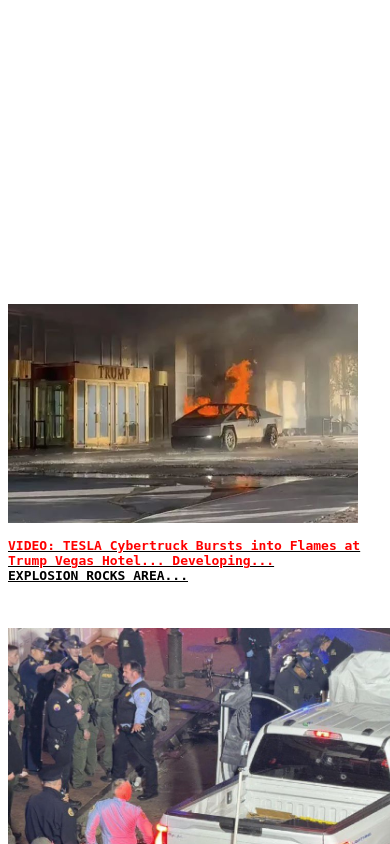 TRUMP
VIDEO: TESLA Cybertruck Bursts into Flames at
Trump Vegas Hotel... Developing...
EXPLOSION ROCKS AREA...